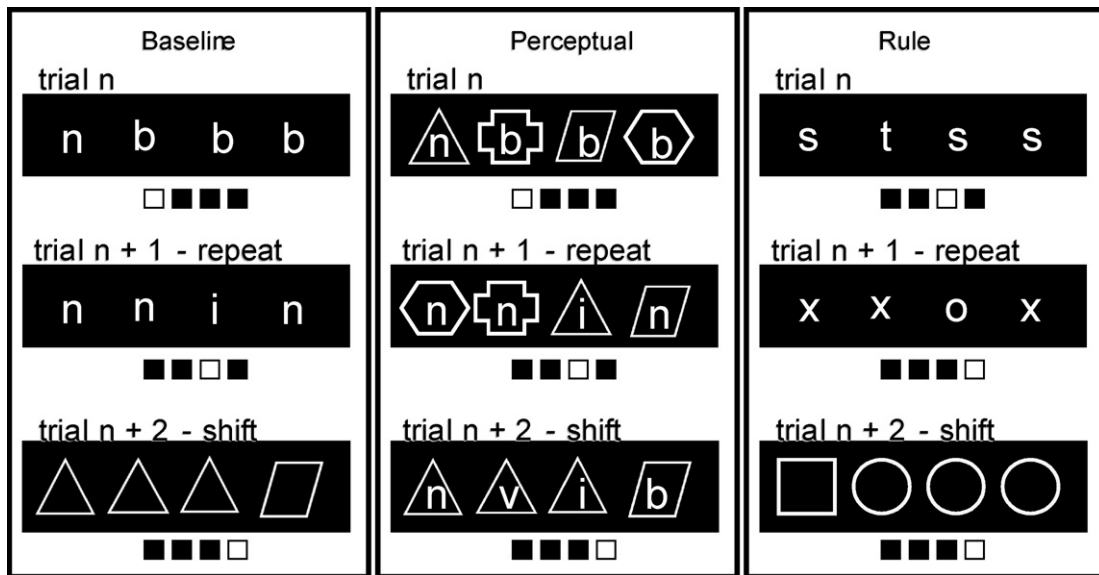 Baseline
trial n
n b b b
trial n + 1 - repeat
n n i n
trial n + 2 - shift
Perceptual
trial n
n b b b
trial n + 1 - repeat
n n i n
trial n + 2 - shift
n v i b
Rule
trial n
s t s s
trial n + 1 - repeat
x x o x
trial n + 2 - shift